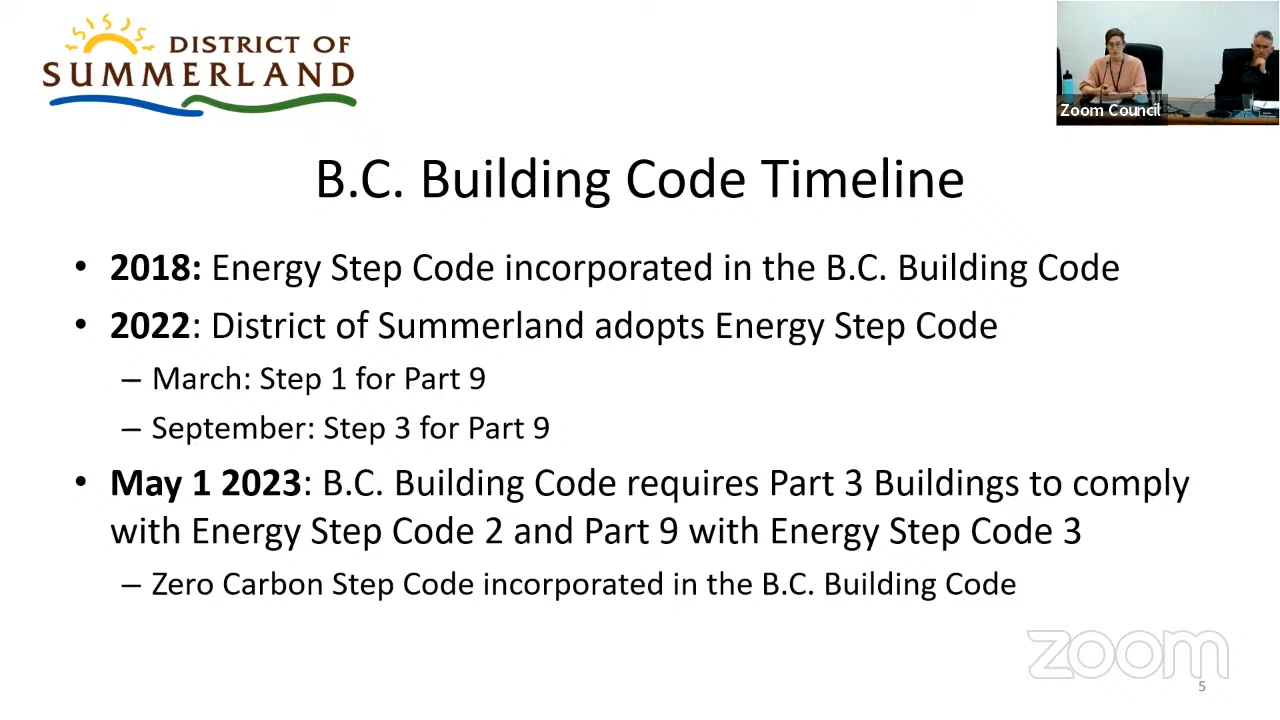 DISTRICT OF
SUMMERLAND
Zoom Council
B.C. Building Code Timeline
• 2018: Energy Step Code incorporated in the B.C. Building Code
• 2022: District of Summerland adopts Energy Step Code
– March: Step 1 for Part 9
– September: Step 3 for Part 9
• May 1 2023: B.C. Building Code requires Part 3 Buildings to comply
with Energy Step Code 2 and Part 9 with Energy Step Code 3
– Zero Carbon Step Code incorporated in the B.C. Building Code
zoom
5